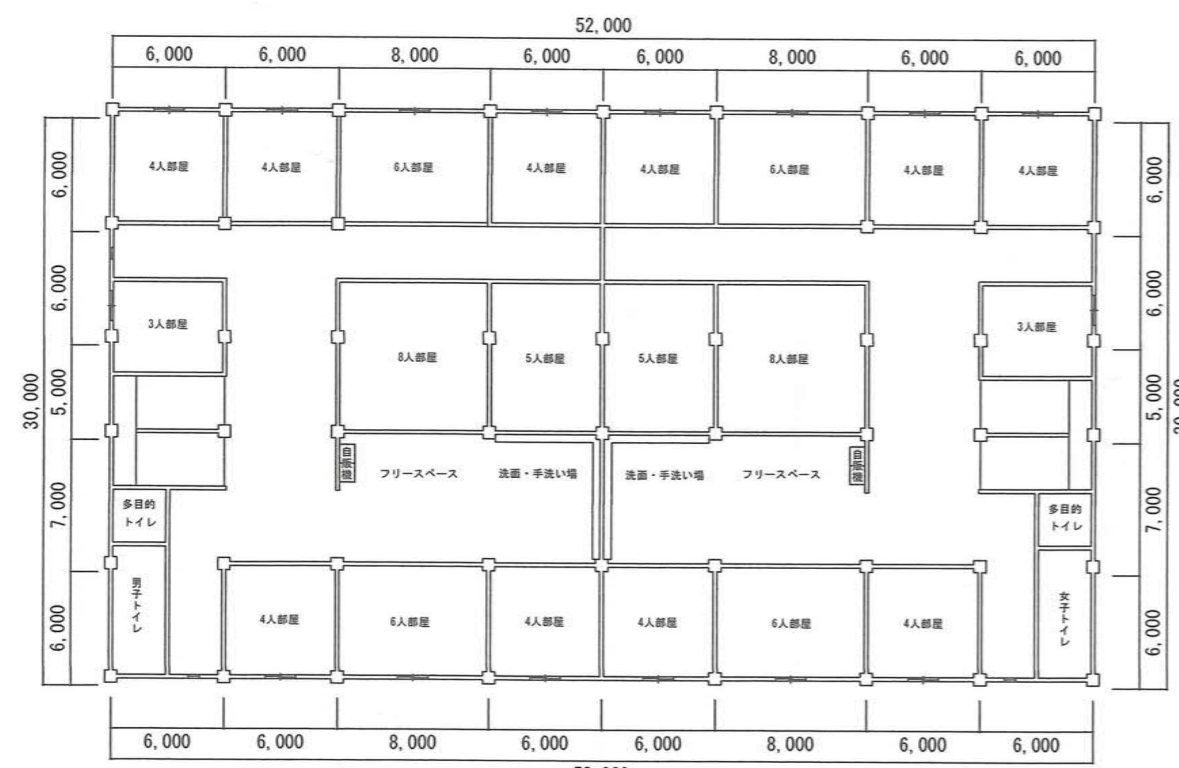 52,000
6,000 6,000 8,000 6,000 6,000 8,000 6,000 6,000
4人部屋 4人部屋 6人部屋 4人部屋 4人部屋 6人部屋 4人部屋 4人部屋
6,000
6,000
5,000
7,000
6,000
30,000
6,000
6,000
5,000
7,000
6,000
3人部屋 8人部屋 5人部屋 5人部屋 8人部屋 3人部屋
自販機 フリースペース 洗面・手洗い場 洗面・手洗い場 フリースペース 自販機
多目的
トイレ
多目的
トイレ
男子トイレ 4人部屋 6人部屋 4人部屋 4人部屋 6人部屋 4人部屋 女子トイレ
6,000 6,000 8,000 6,000 6,000 8,000 6,000 6,000